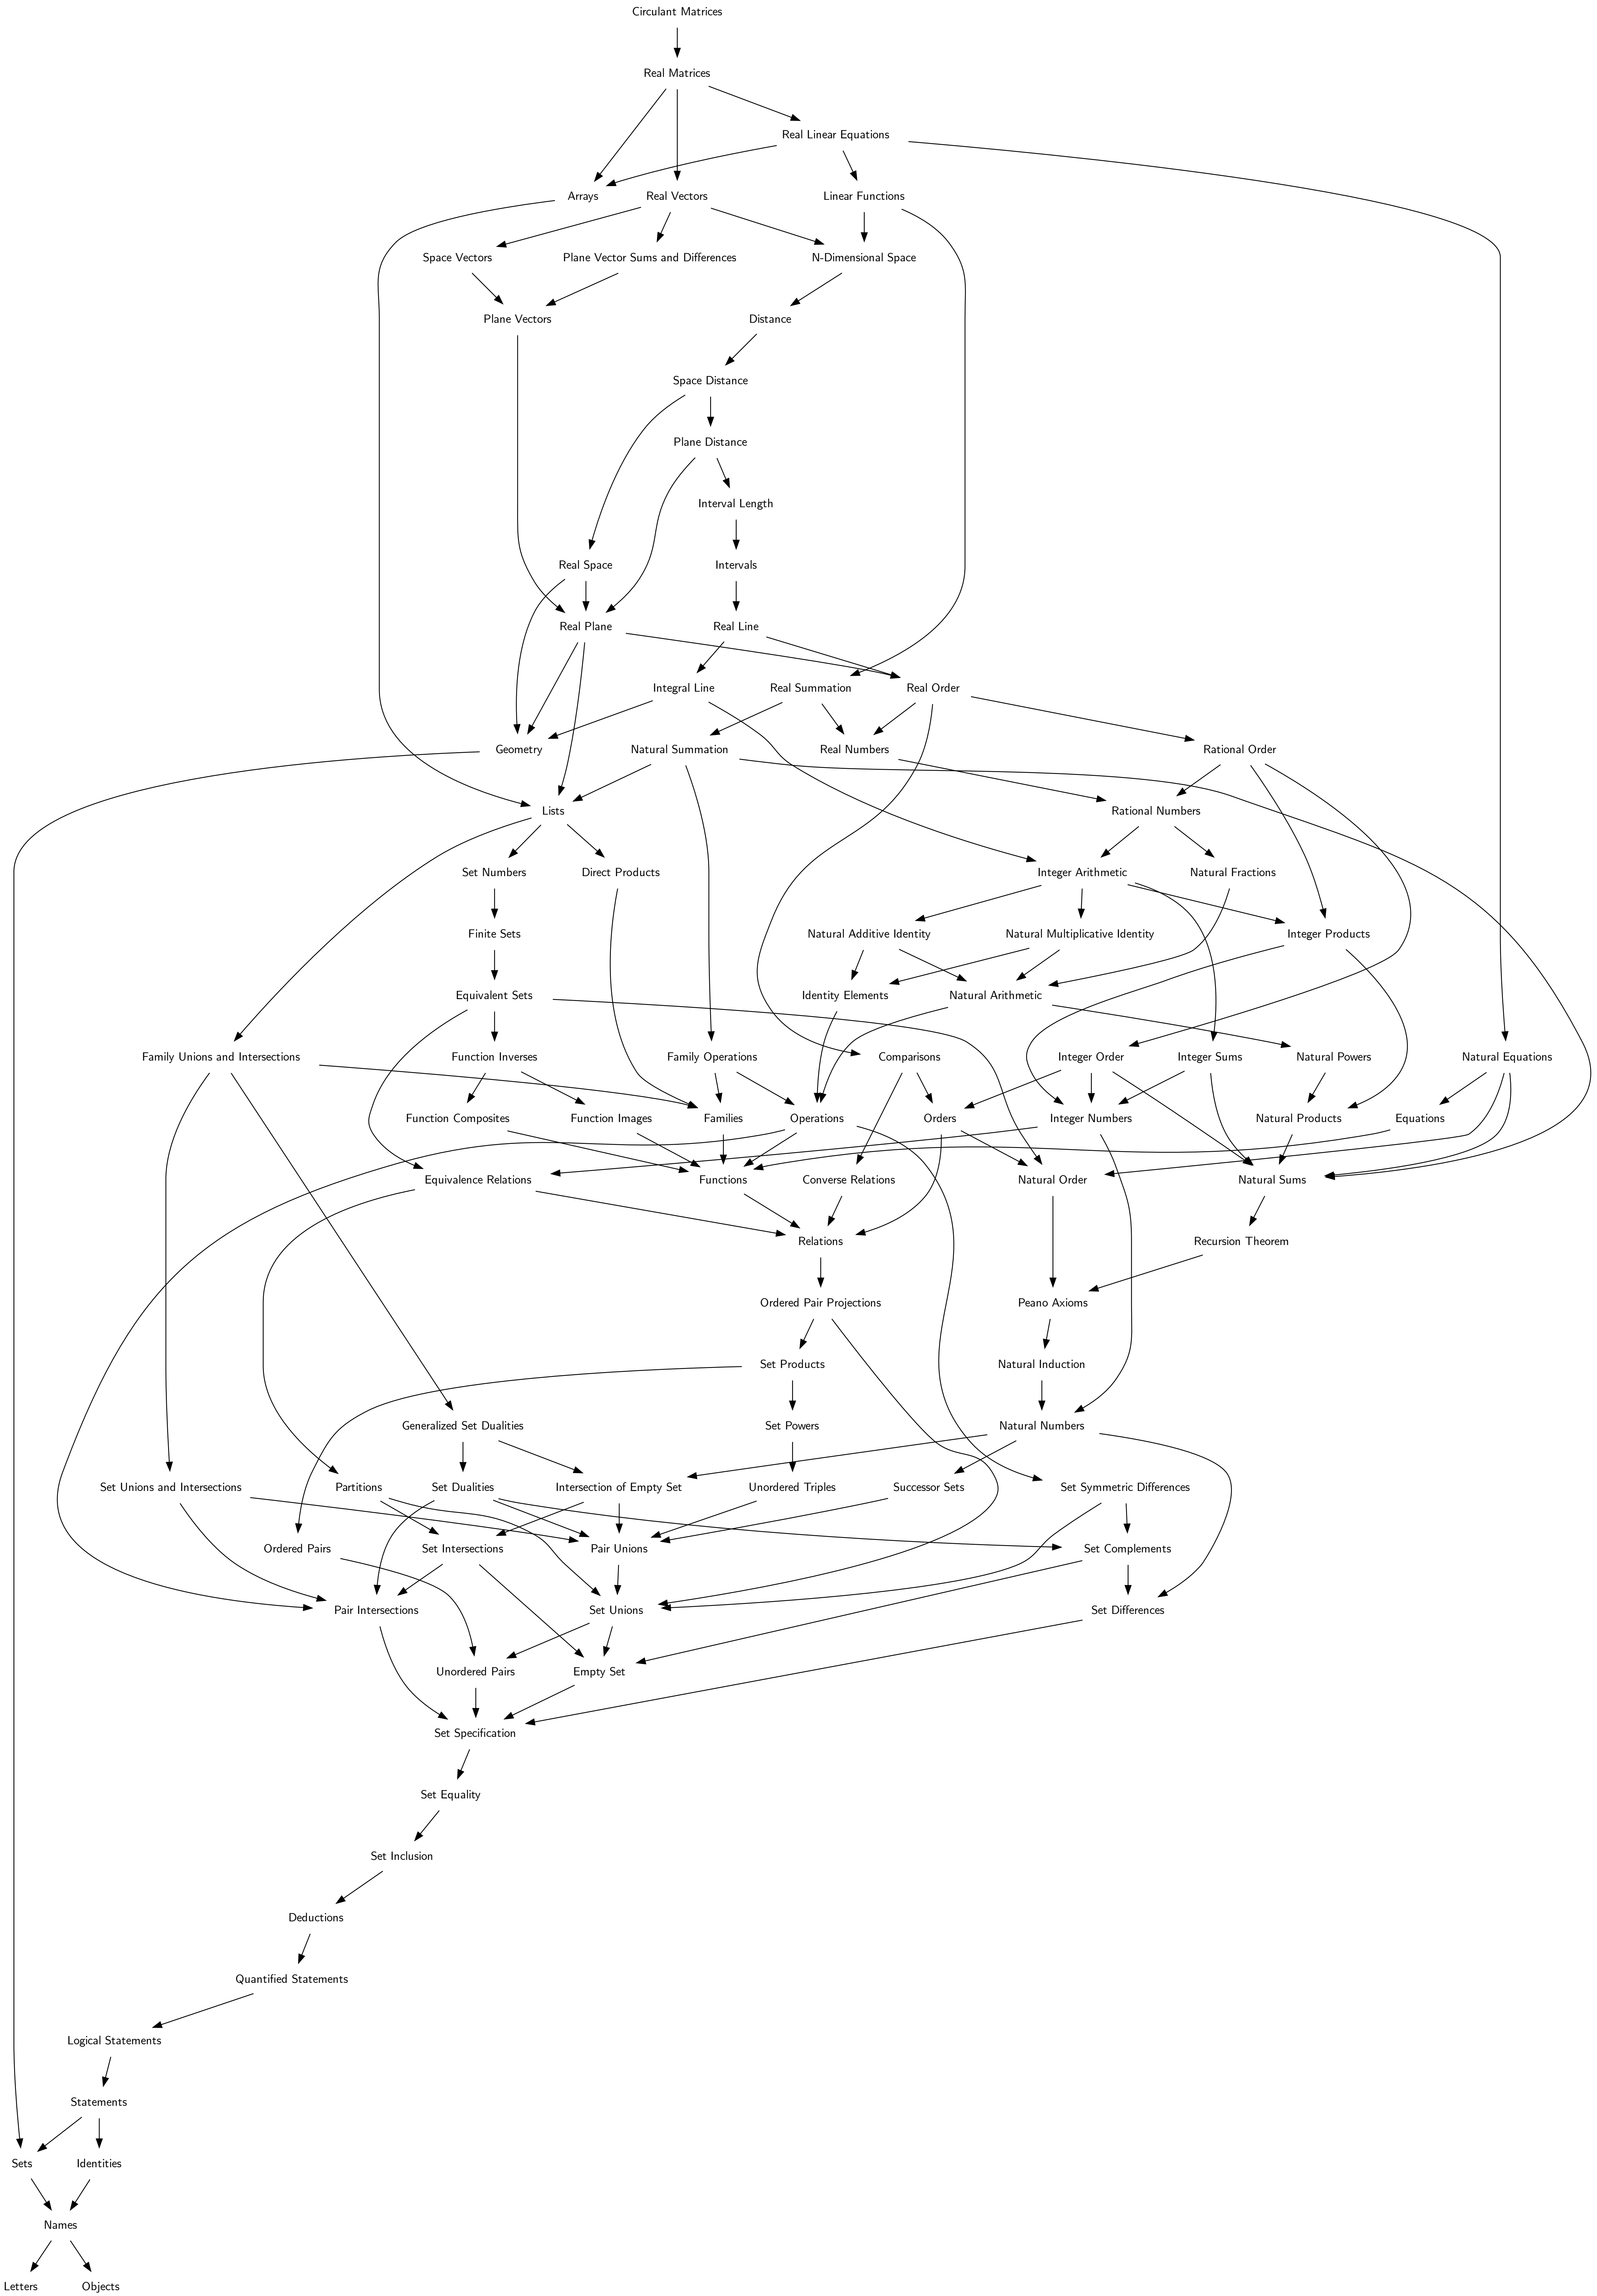 Circulant Matrices
Real Matrices
Real Linear Equations
Arrays
Real Vectors
Linear Functions
Space Vectors
Plane Vector Sums and Differences
N-Dimensional Space
Plane Vectors
Distance
Space Distance
Plane Distance
Interval Length
Real Space
Intervals
Real Plane
Real Line
Integral Line
Real Summation
Real Order
Geometry
Natural Summation
Real Numbers
Rational Order
Lists
Rational Numbers
Set Numbers
Direct Products
Integer Arithmetic
Natural Fractions
Finite Sets
Natural Additive Identity
Natural Multiplicative Identity
Integer Products
Equivalent Sets
Identity Elements
Natural Arithmetic
Family Unions and Intersections
Function Inverses
Family Operations
Comparisons
Integer Order
Integer Sums
Natural Powers
Natural Equations
Function Composites
Function Images
Families
Operations
Orders
Integer Numbers
Natural Products
Equations
Equivalence Relations
Functions
Converse Relations
Natural Order
Natural Sums
Relations
Recursion Theorem
Ordered Pair Projections
Peano Axioms
Set Products
Natural Induction
Generalized Set Dualities
Set Powers
Natural Numbers
Set Unions and Intersections
Partitions
Set Dualities
Intersection of Empty Set
Unordered Triples
Successor Sets
Set Symmetric Differences
Ordered Pairs
Set Intersections
Pair Unions
Set Complements
Pair Intersections
Set Unions
Set Differences
Unordered Pairs
Empty Set
Set Specification
Set Equality
Set Inclusion
Deductions
Quantified Statements
Logical Statements
Statements
Sets
Identities
Names
Letters
Objects